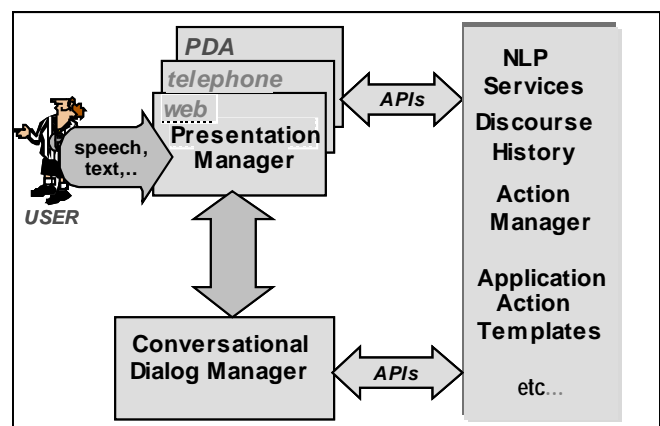 PDA
telephone
web
Presentation
Manager
speech,
text,..
USER
APIs
NLP
Services
Discourse
History
Action
Manager
Application
Action
Templates
etc...
Conversational
Dialog Manager
APIs